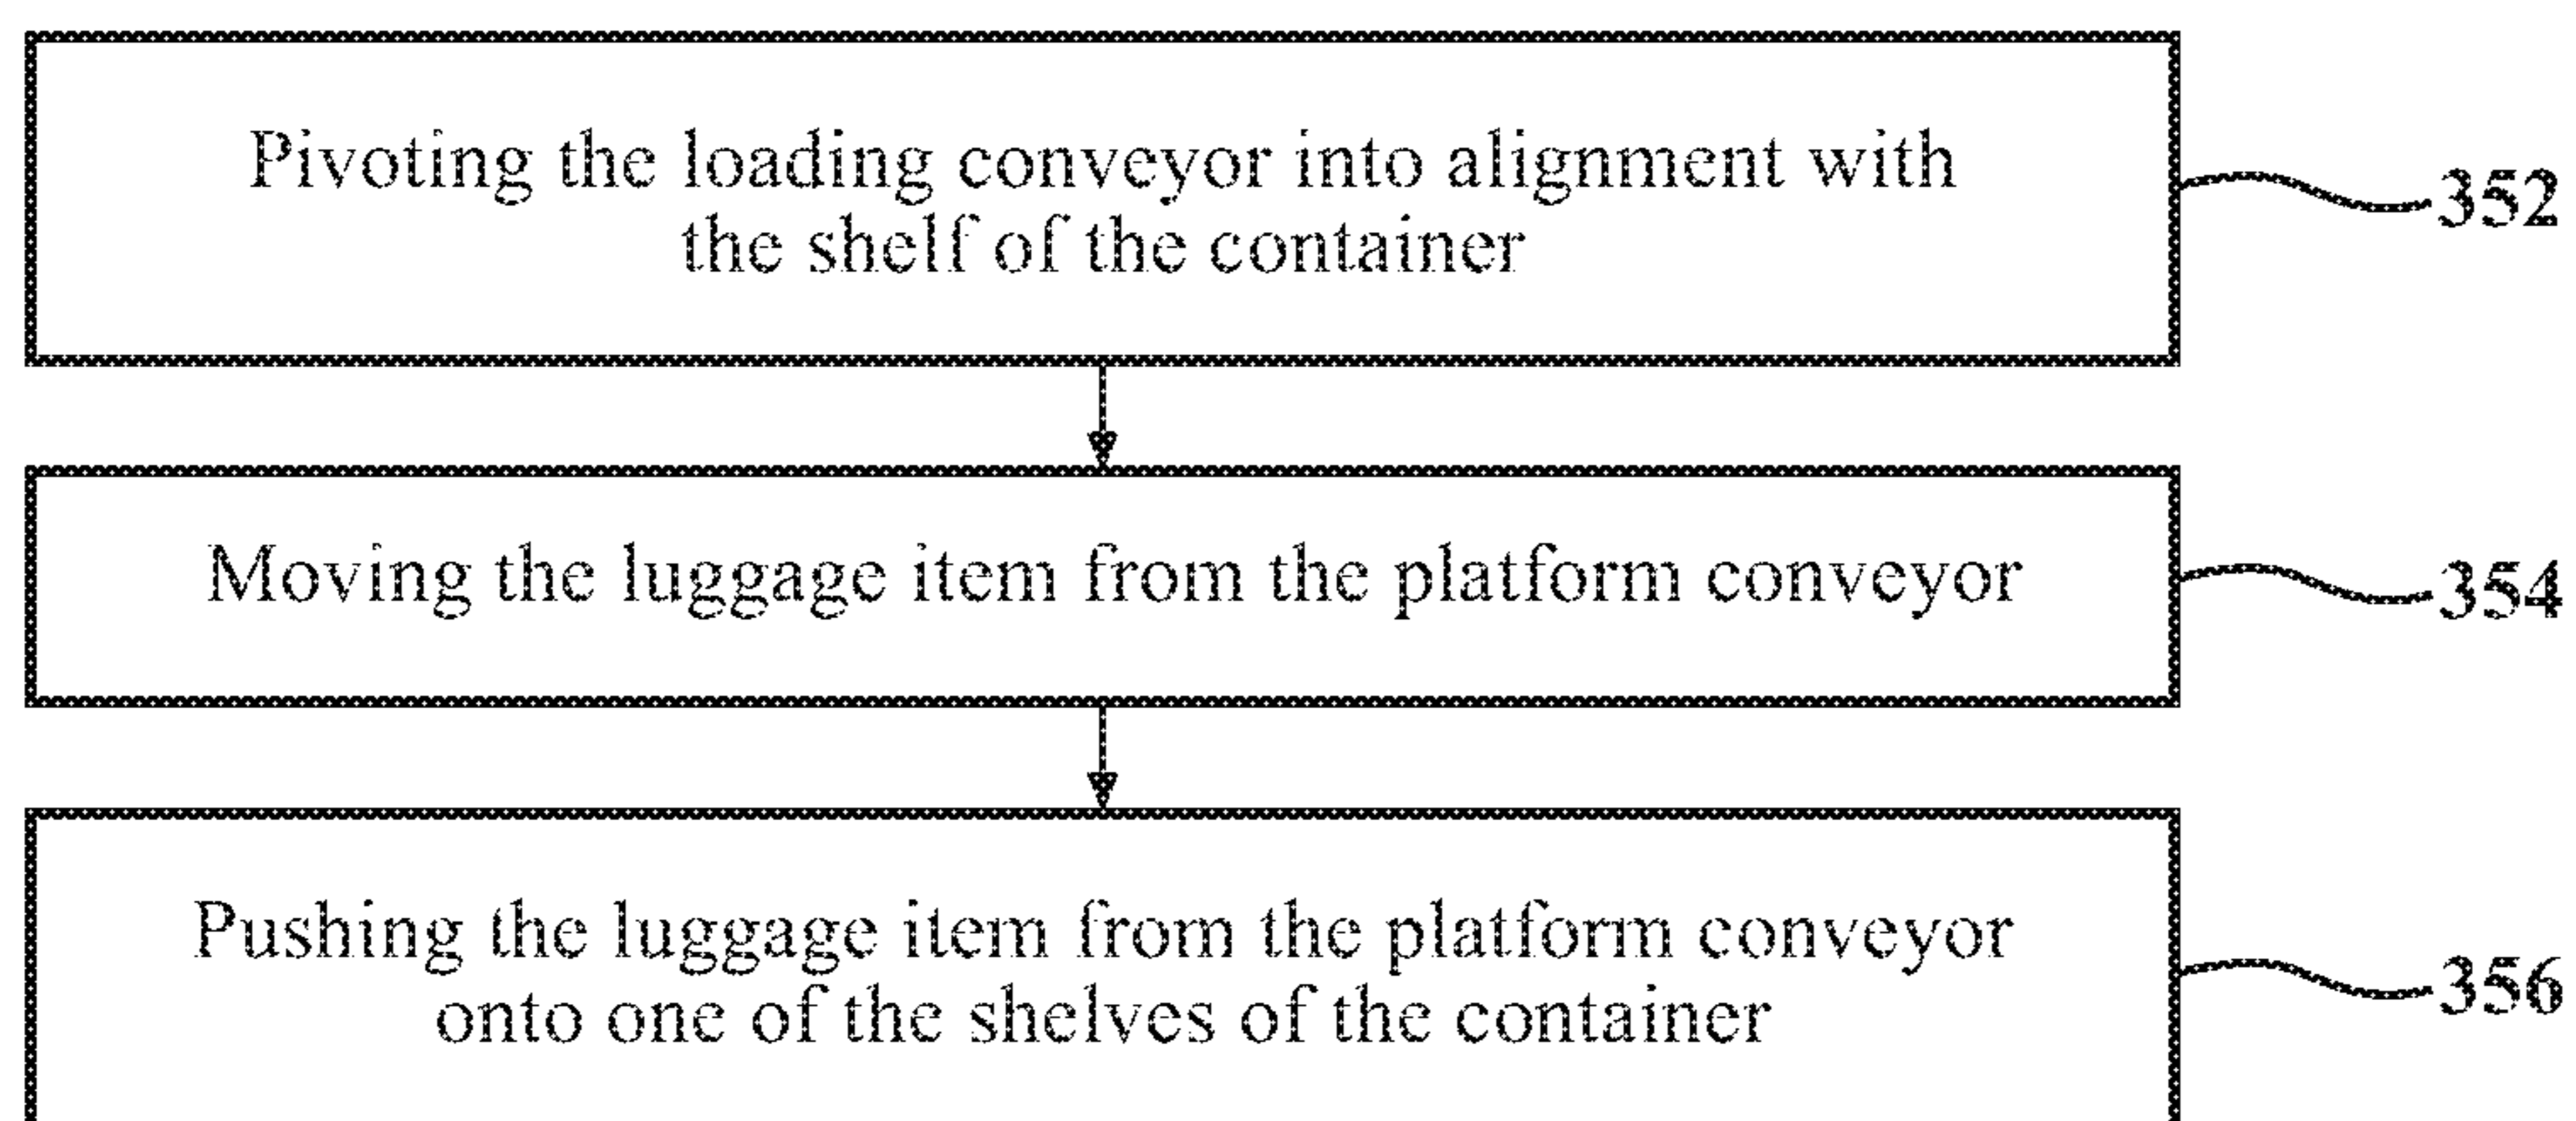 Pivoting the loading conveyor into alignment with
the shelf of the container
352
Moving the luggage item from the platform conveyor
354
Pushing the luggage item from the platform conveyor
onto one of the shelves of the container
356